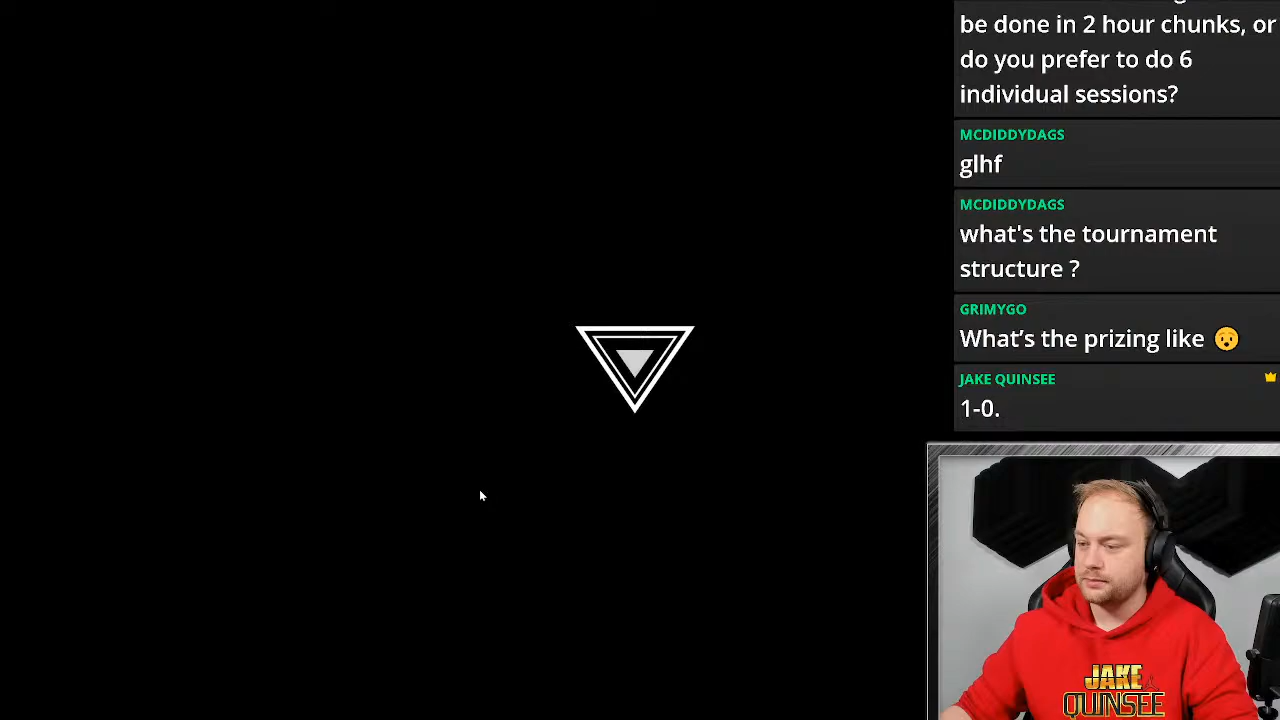 be done in 2 hour chunks, or
do you prefer to do 6
individual sessions?
MCDIDDYDAGS
glhf
MCDIDDYDAGS
what's the tournament
structure ?
GRIMYGO
What’s the prizing like 😯
JAKE QUINSEE
1-0.
JAKE
QUINSEE